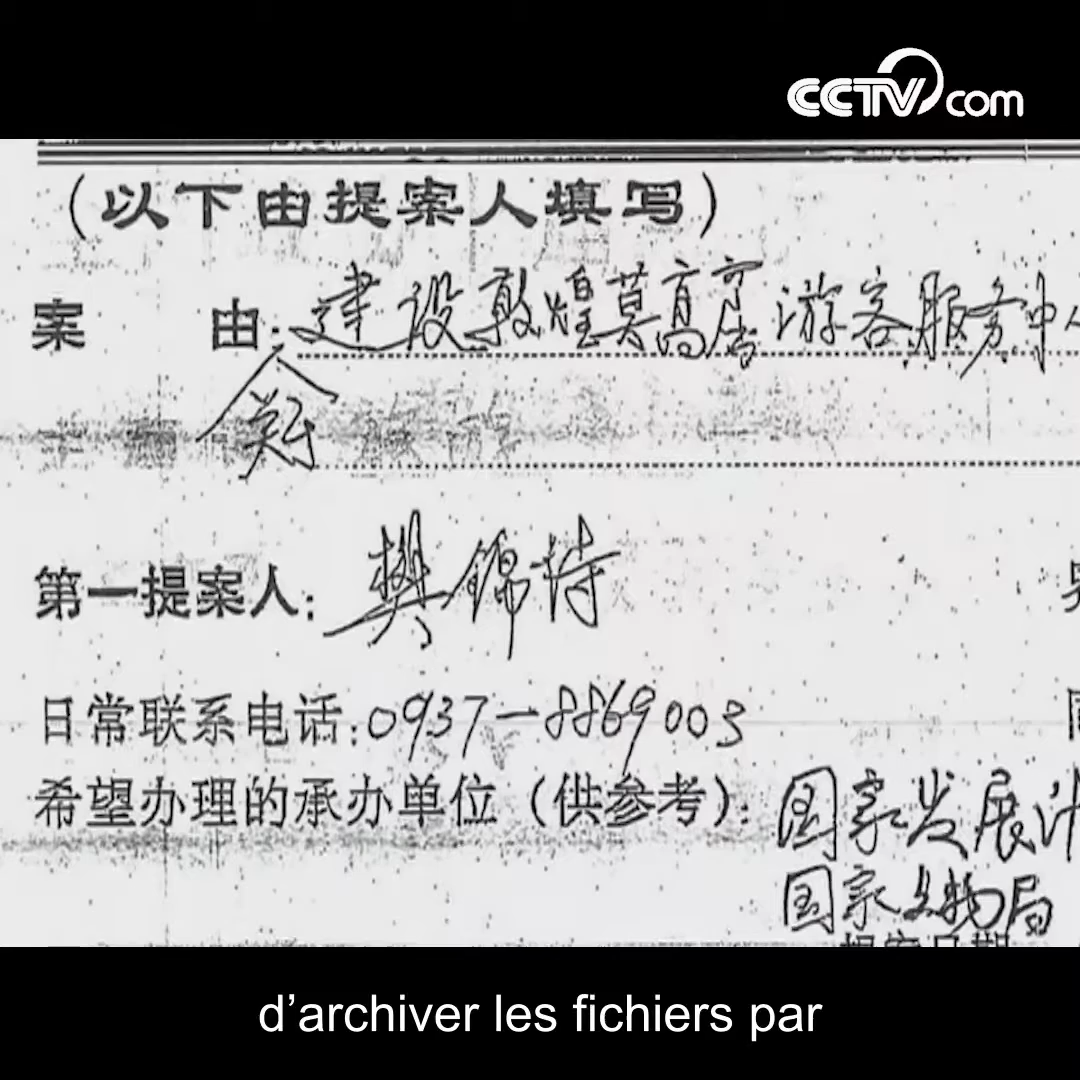 CCTV.com
（以下由提案人填写）
案 由：建设敦煌莫高窟游客服务中
第一提案人：樊锦诗
日常联系电话：0937-8869003
希望办理的承办单位（供参考）：国家发展计
国家文物局
d’archiver les fichiers par